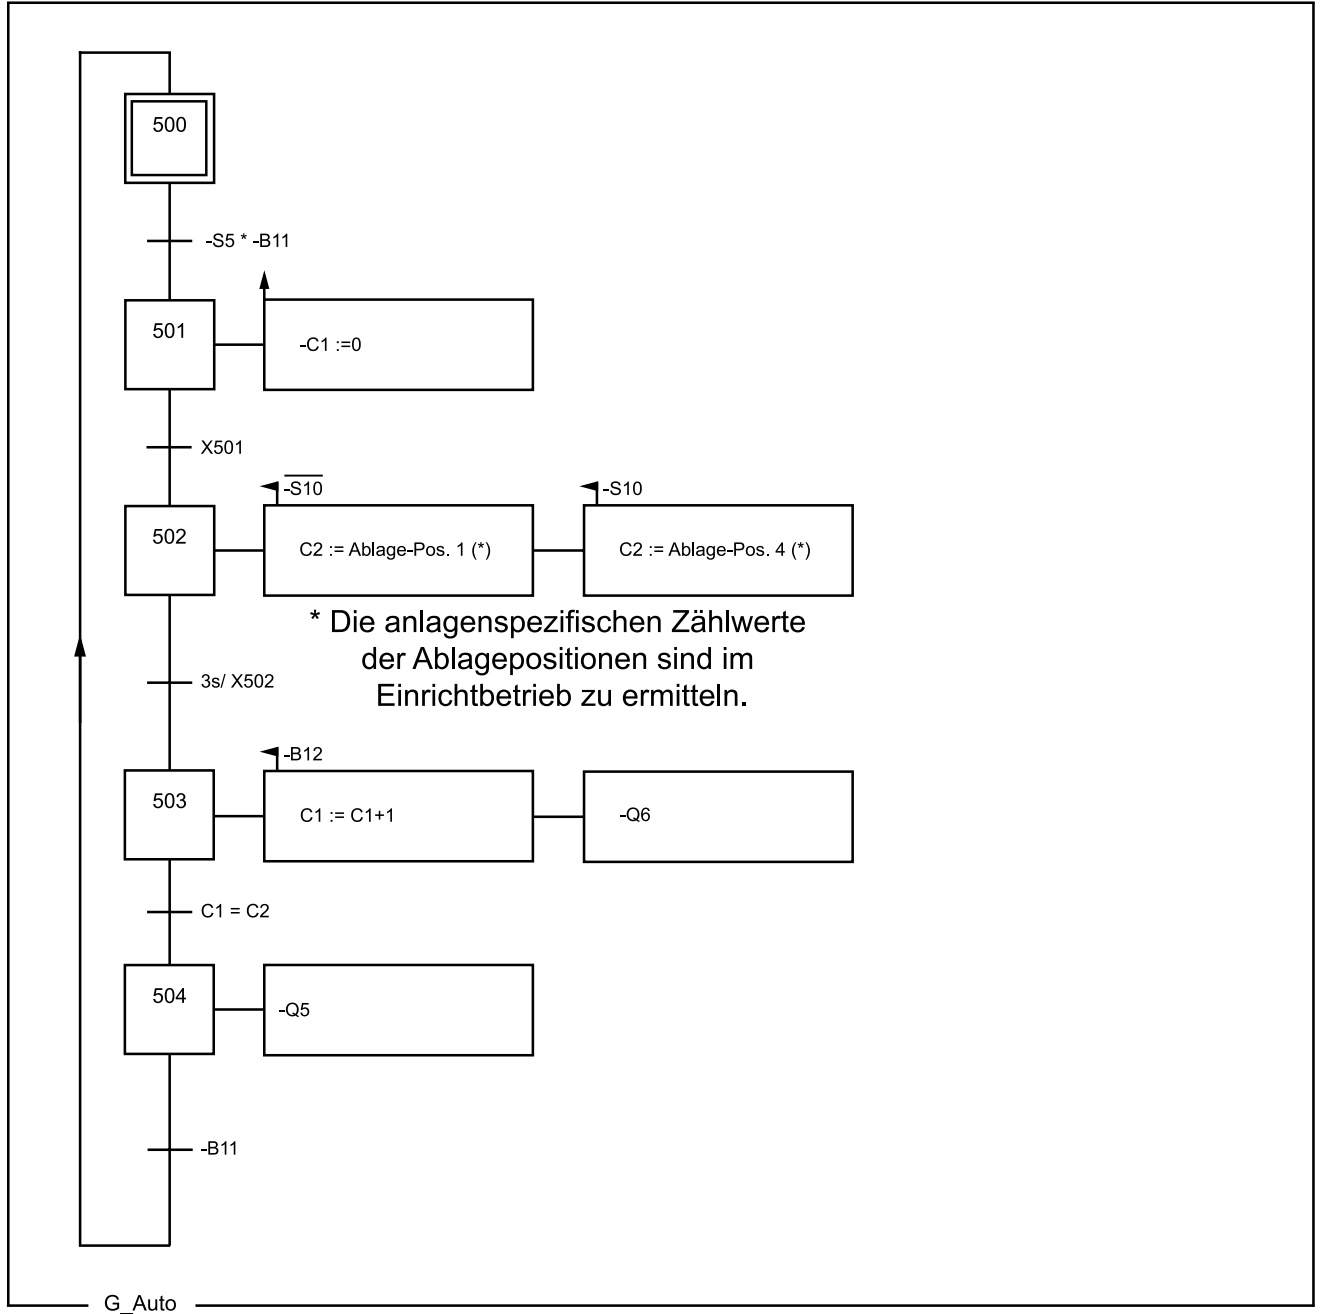 500
-S5 * -B11
501
-C1 :=0
X501
-S10
-S10
502
C2 := Ablage-Pos. 1 (*)
C2 := Ablage-Pos. 4 (*)
* Die anlagenspezifischen Zählwerte
der Ablagepositionen sind im
Einrichtbetrieb zu ermitteln.
3s/ X502
-B12
503
C1 := C1+1
-Q6
C1 = C2
504
-Q5
-B11
G_Auto